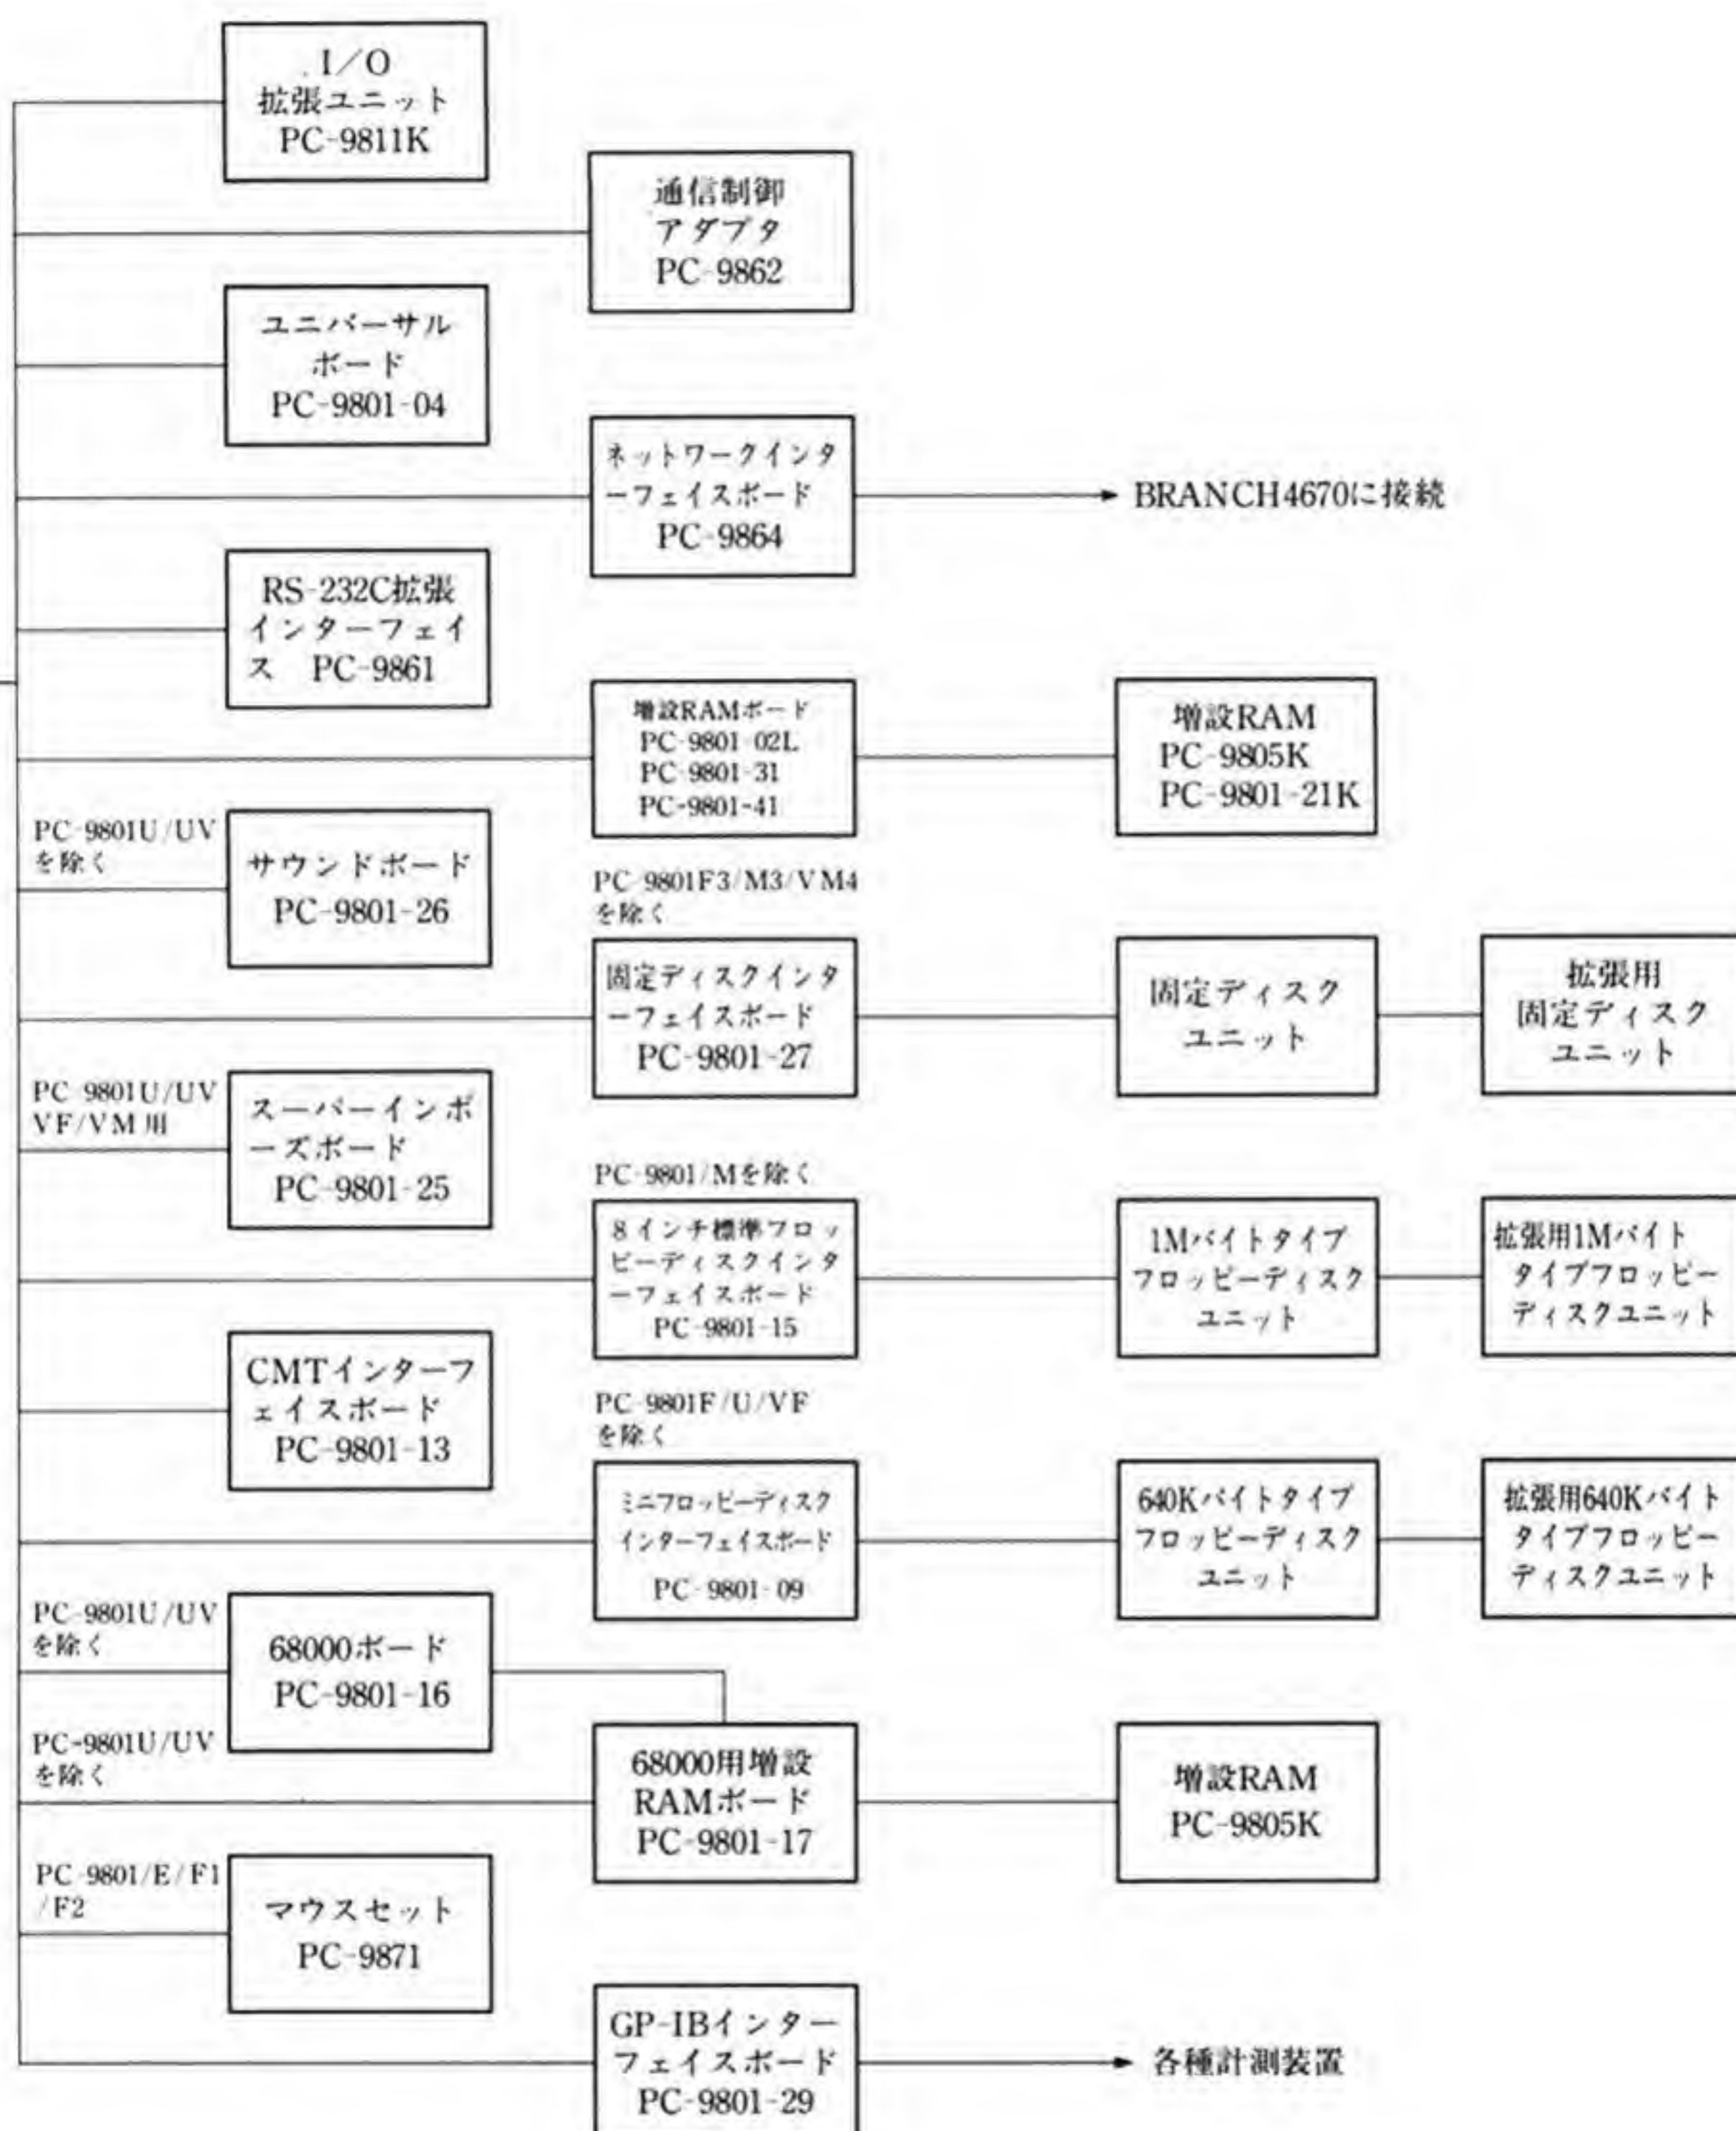 I/O
拡張ユニット
PC-9811K
通信制御
アダプタ
PC-9862
ユニバーサル
ボード
PC-9801-04
ネットワークインタ
ーフェイスボード
PC-9864
BRANCH4670に接続
RS-232C拡張
インターフェイ
ス PC-9861
増設RAMボード
PC-9801-02L
PC-9801-31
PC-9801-41
増設RAM
PC-9805K
PC-9801-21K
PC-9801U/UV
を除く
サウンドボード
PC-9801-26
PC-9801F3/M3/VM4
を除く
固定ディスクインタ
ーフェイスボード
PC-9801-27
固定ディスク
ユニット
拡張用
固定ディスク
ユニット
PC-9801U/UV
VF/VM用
スーパーインポ
ーズボード
PC-9801-25
PC-9801/Mを除く
8インチ標準フロッ
ピーディスクインタ
ーフェイスボード
PC-9801-15
1Mバイトタイプ
フロッピーディスク
ユニット
拡張用1Mバイト
タイプフロッピー
ディスクユニット
CMTインターフ
ェイスボード
PC-9801-13
PC-9801F/U/VF
を除く
ミニフロッピーディスク
インターフェイスボード
PC-9801-09
640Kバイトタイプ
フロッピーディスク
ユニット
拡張用640Kバイト
タイプフロッピー
ディスクユニット
PC-9801U/UV
を除く
68000ボード
PC-9801-16
PC-9801U/UV
を除く
68000用増設
RAMボード
PC-9801-17
増設RAM
PC-9805K
PC-9801/E/F1
/F2
マウスセット
PC-9871
GP-IBインター
フェイスボード
PC-9801-29
各種計測装置